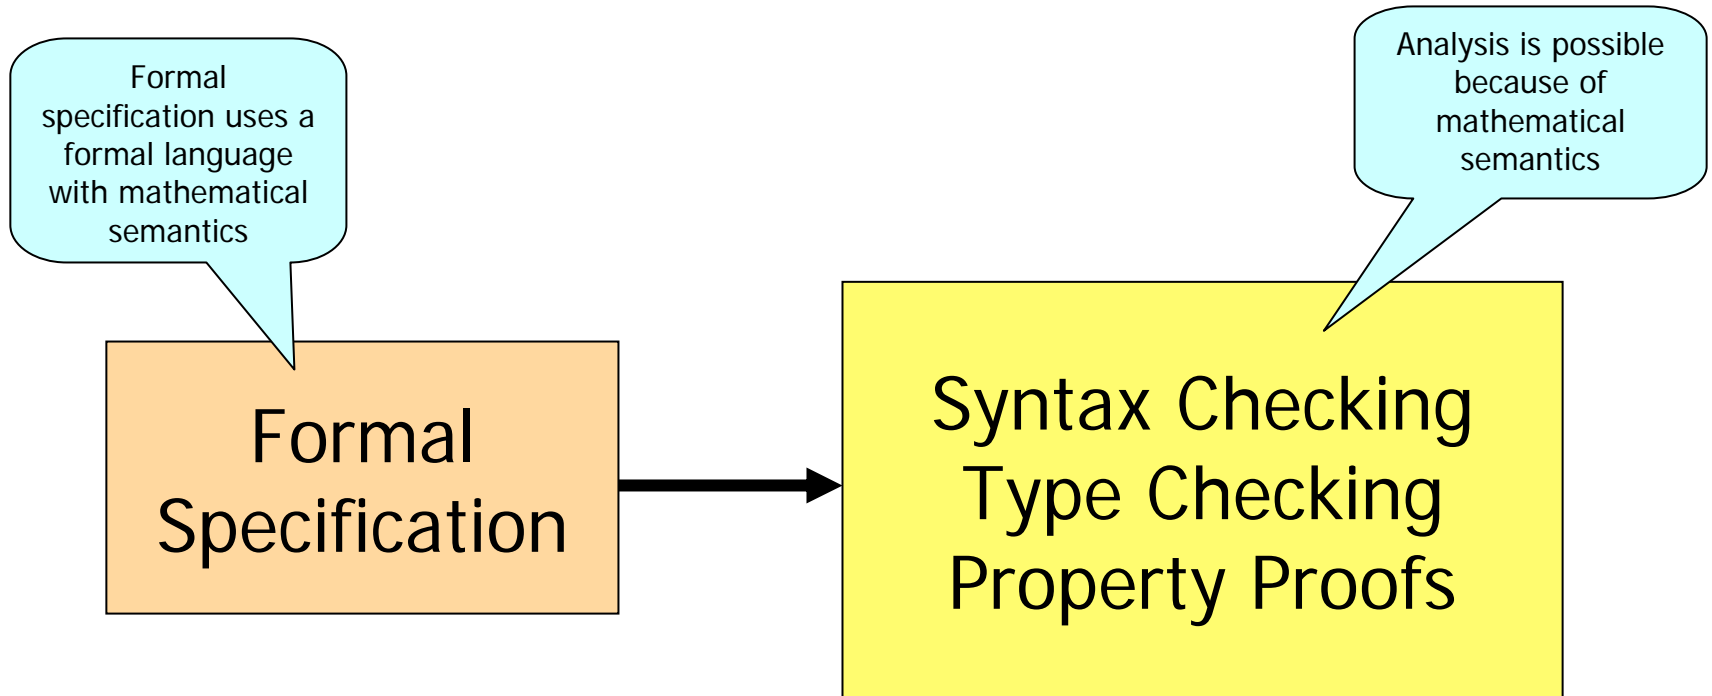 Formal
specification uses a
formal language
with mathematical
semantics
Analysis is possible
because of
mathematical
semantics
Formal
Specification
Syntax Checking
Type Checking
Property Proofs